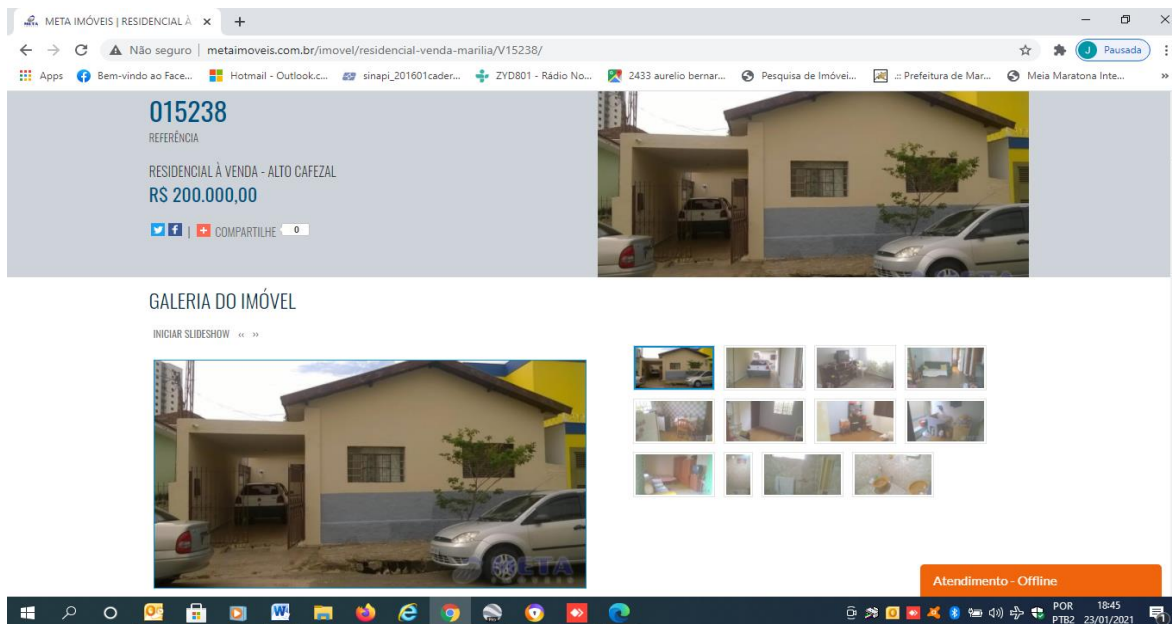 META IMÓVEIS | RESIDENCIAL À
Não seguro | metaimoveis.com.br/imovel/residencial-venda-marilia/V15238/
J Pausada
Apps Bem-vindo ao Face... Hotmail - Outlook.c... sinapi_201601cader... ZYD801 - Rádio No... 2433 aurelio bernar... Pesquisa de Imóvei... .:: Prefeitura de Mar... Meia Maratona Inte... »
015238
REFERÊNCIA
RESIDENCIAL À VENDA - ALTO CAFEZAL
R$ 200.000,00
| COMPARTILHE 0
GALERIA DO IMÓVEL
INICIAR SLIDESHOW « »
META
Atendimento - Offline
POR 18:45
PTB2 23/01/2021